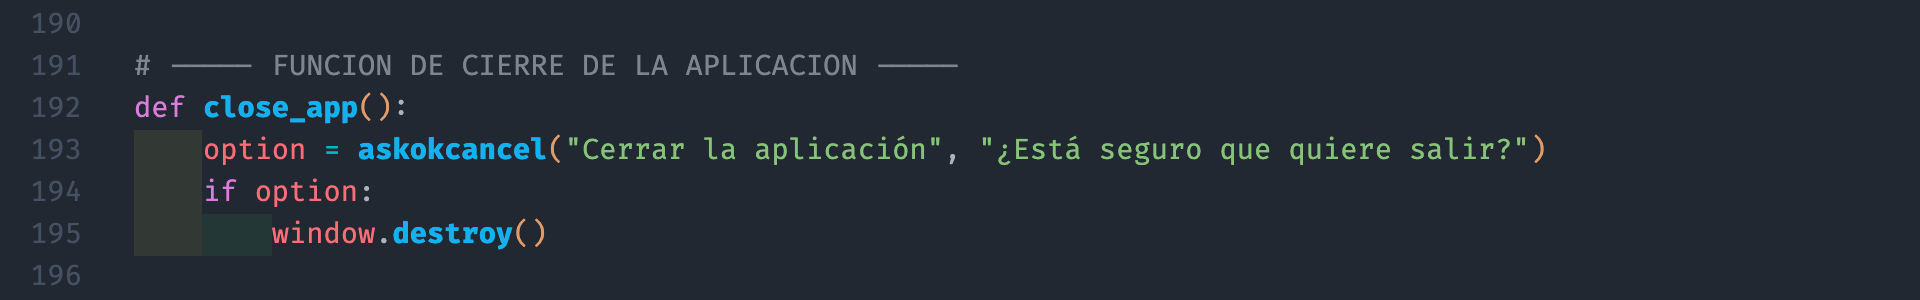 190
191 # ----- FUNCION DE CIERRE DE LA APLICACION -----
192 def close_app():
193     option = askokcancel("Cerrar la aplicación", "¿Está seguro que quiere salir?")
194     if option:
195         window.destroy()
196